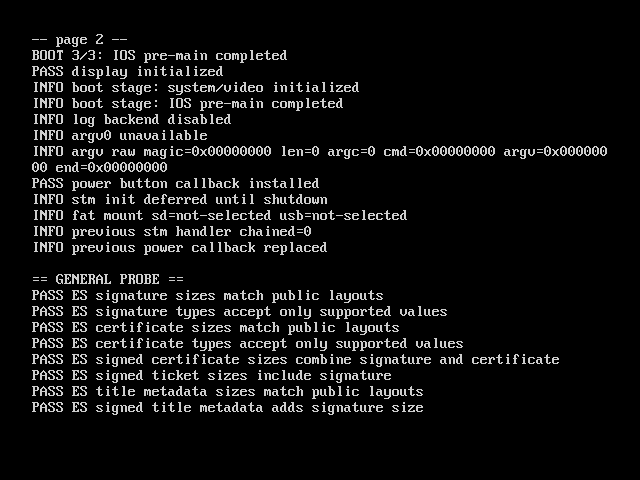 -- page 2 --
BOOT 3/3: IOS pre-main completed
PASS display initialized
INFO boot stage: system/video initialized
INFO boot stage: IOS pre-main completed
INFO log backend disabled
INFO argv0 unavailable
INFO argv raw magic=0x00000000 len=0 argc=0 cmd=0x00000000 argv=0x000000
00 end=0x00000000
PASS power button callback installed
INFO stm init deferred until shutdown
INFO fat mount sd=not-selected usb=not-selected
INFO previous stm handler chained=0
INFO previous power callback replaced
== GENERAL PROBE ==
PASS ES signature sizes match public layouts
PASS ES signature types accept only supported values
PASS ES certificate sizes match public layouts
PASS ES certificate types accept only supported values
PASS ES signed certificate sizes combine signature and certificate
PASS ES signed ticket sizes include signature
PASS ES title metadata sizes match public layouts
PASS ES signed title metadata adds signature size